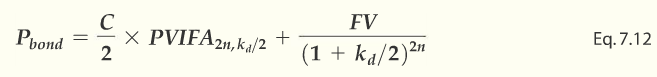 P_bond = C/2 × PVIFA_{2n, k_d/2} + FV/(1 + k_d/2)^{2n} Eq. 7.12